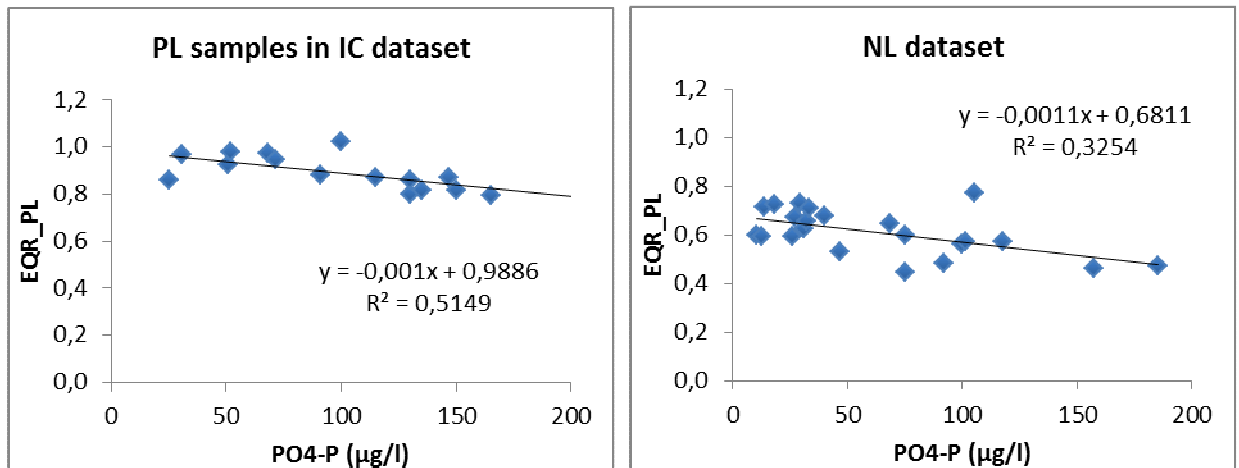 PL samples in IC dataset
1,2
1,0
0,8
0,6
0,4
0,2
0,0
EQR_PL
y = -0,001x + 0,9886
R² = 0,5149
0
50
100
150
200
PO4-P (µg/l)
NL dataset
1,2
1,0
0,8
0,6
0,4
0,2
0,0
EQR_PL
y = -0,0011x + 0,6811
R² = 0,3254
0
50
100
150
200
PO4-P (µg/l)